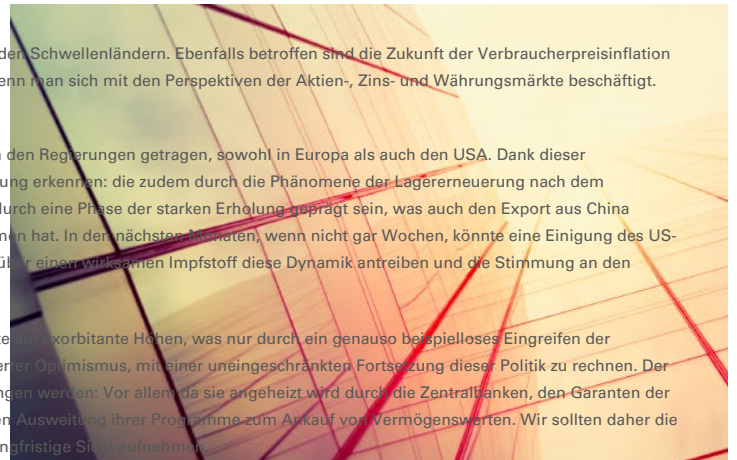 den Schwellenländern. Ebenfalls betroffen sind die Zukunft der Verbraucherpreisinflation
enn man sich mit den Perspektiven der Aktien-, Zins- und Währungsmärkte beschäftigt.
den Regierungen getragen, sowohl in Europa als auch den USA. Dank dieser
ung erkennen: die zudem durch die Phänomene der Lagererneuerung nach dem
durch eine Phase der starken Erholung geprägt sein, was auch den Export aus China
men hat. In den nächsten Monaten, wenn nicht gar Wochen, könnte eine Einigung des US-
über einen wirksamen Impfstoff diese Dynamik antreiben und die Stimmung an den
te auf exorbitante Höhen, was nur durch ein genauso beispielloses Eingreifen der
erter Optimismus, mit einer uneingeschränkten Fortsetzung dieser Politik zu rechnen. Der
ngen werden: Vor allem da sie angeheizt wird durch die Zentralbanken, den Garanten der
en Ausweitung ihrer Programme zum Ankauf von Vermögenswerten. Wir sollten daher die
ngfristige Sicht aufnehmen.